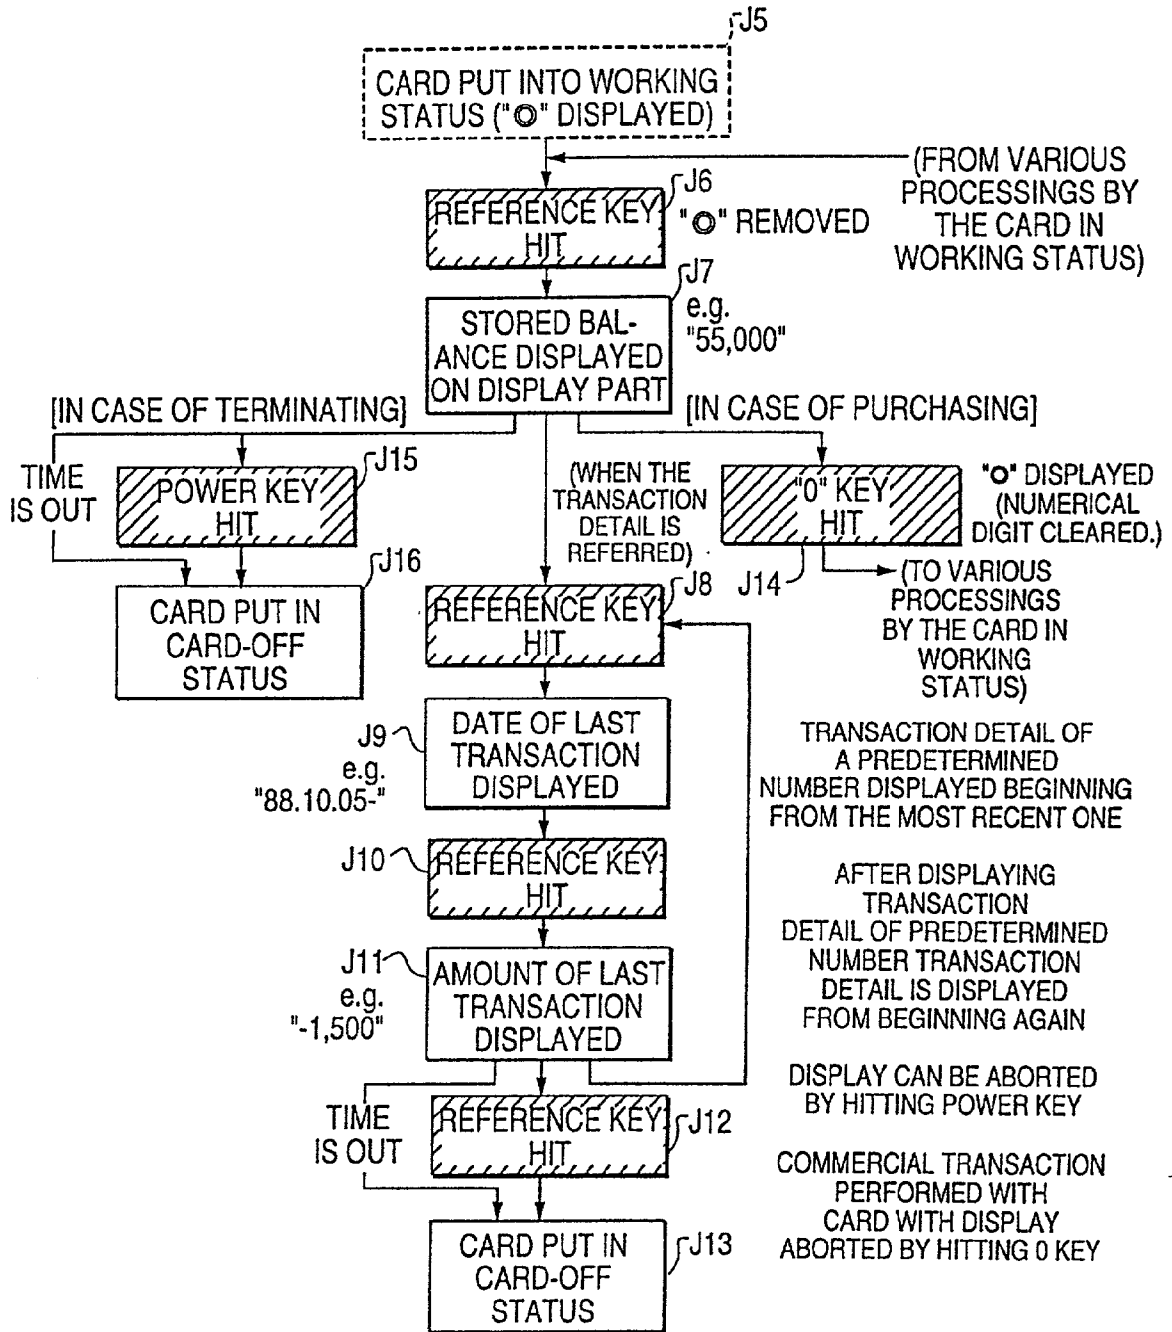 J5
CARD PUT INTO WORKING
STATUS ("◎" DISPLAYED)
(FROM VARIOUS
PROCESSINGS BY
THE CARD IN
WORKING STATUS)
J6
REFERENCE KEY
HIT
"◎" REMOVED
J7
e.g.
"55,000"
STORED BAL-
ANCE DISPLAYED
ON DISPLAY PART
[IN CASE OF TERMINATING]
[IN CASE OF PURCHASING]
TIME
IS OUT
J15
POWER KEY
HIT
(WHEN THE
TRANSACTION
DETAIL IS
REFERRED)
"0" KEY
HIT
"O" DISPLAYED
(NUMERICAL
DIGIT CLEARED.)
J16
CARD PUT IN
CARD-OFF
STATUS
J14
(TO VARIOUS
PROCESSINGS
BY THE CARD IN
WORKING
STATUS)
J8
REFERENCE KEY
HIT
J9
e.g.
"88.10.05-"
DATE OF LAST
TRANSACTION
DISPLAYED
TRANSACTION DETAIL OF
A PREDETERMINED
NUMBER DISPLAYED BEGINNING
FROM THE MOST RECENT ONE
J10
REFERENCE KEY
HIT
AFTER DISPLAYING
TRANSACTION
DETAIL OF PREDETERMINED
NUMBER TRANSACTION
DETAIL IS DISPLAYED
FROM BEGINNING AGAIN
J11
e.g.
"-1,500"
AMOUNT OF LAST
TRANSACTION
DISPLAYED
DISPLAY CAN BE ABORTED
BY HITTING POWER KEY
TIME
IS OUT
REFERENCE KEY
HIT
J12
COMMERCIAL TRANSACTION
PERFORMED WITH
CARD WITH DISPLAY
ABORTED BY HITTING 0 KEY
CARD PUT IN
CARD-OFF
STATUS
J13